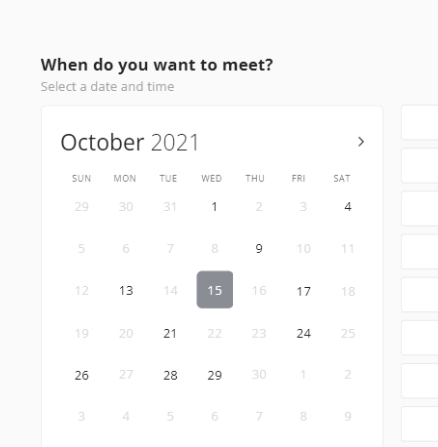 When do you want to meet?
Select a date and time
October 2021 >
SUN MON TUE WED THU FRI SAT
29 30 31 1 2 3 4
5 6 7 8 9 10 11
12 13 14 15 16 17 18
19 20 21 22 23 24 25
26 27 28 29 30 1 2
3 4 5 6 7 8 9